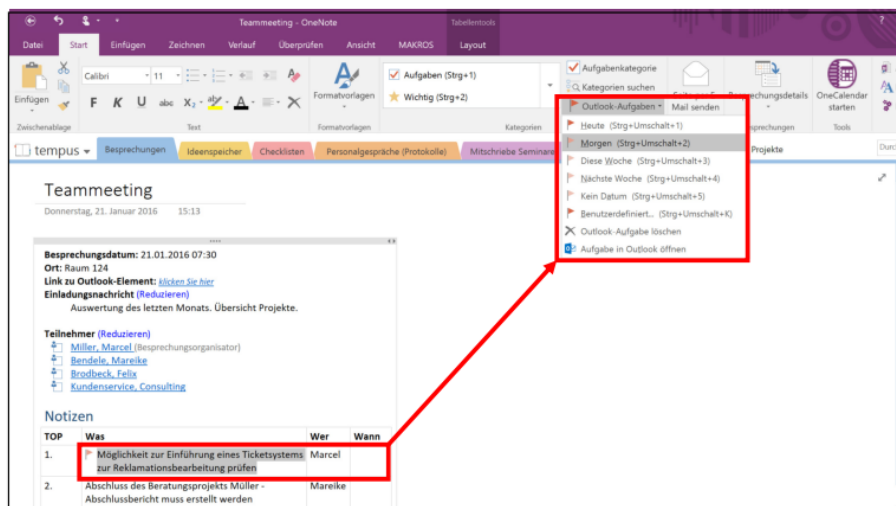 Teammeeting - OneNote
Tabellentools
?
Datei Start Einfügen Zeichnen Verlauf Überprüfen Ansicht MAKROS Layout
Einfügen
Calibri 11
F K U abc X₂ A
Formatvorlagen
Aufgaben (Strg+1)
Wichtig (Strg+2)
Aufgabenkategorie
Kategorien suchen
Outlook-Aufgaben
Mail senden
OneCalendar
starten
Zwischenablage Text Formatvorlagen Kategorien Tools
Heute (Strg+Umschalt+1)
Morgen (Strg+Umschalt+2)
Diese Woche (Strg+Umschalt+3)
Nächste Woche (Strg+Umschalt+4)
Kein Datum (Strg+Umschalt+5)
Benutzerdefiniert... (Strg+Umschalt+K)
Outlook-Aufgabe löschen
Aufgabe in Outlook öffnen
tempus Besprechungen Ideenspeicher Checklisten Personalgespräche (Protokolle) Mitschriebe Seminare Projekte
Teammeeting
Donnerstag, 21. Januar 2016 15:13
Besprechungsdatum: 21.01.2016 07:30
Ort: Raum 124
Link zu Outlook-Element: klicken Sie hier
Einladungsnachricht (Reduzieren)
Auswertung des letzten Monats. Übersicht Projekte.
Teilnehmer (Reduzieren)
Miller, Marcel (Besprechungsorganisator)
Bendele, Mareike
Brodbeck, Felix
Kundenservice, Consulting
Notizen
TOP Was Wer Wann
1. Möglichkeit zur Einführung eines Ticketsystems Marcel
zur Reklamationsbearbeitung prüfen
2. Abschluss des Beratungsprojekts Müller - Mareike
Abschlussbericht muss erstellt werden